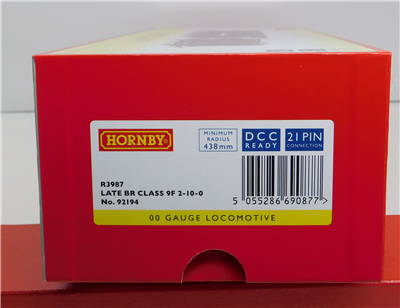 HORNBY®
MINIMUM
RADIUS
438mm
DCC
READY
21 PIN
CONNECTION
R3987
LATE BR CLASS 9F 2-10-0
No. 92194
5 055286 690877 >
00 GAUGE LOCOMOTIVE